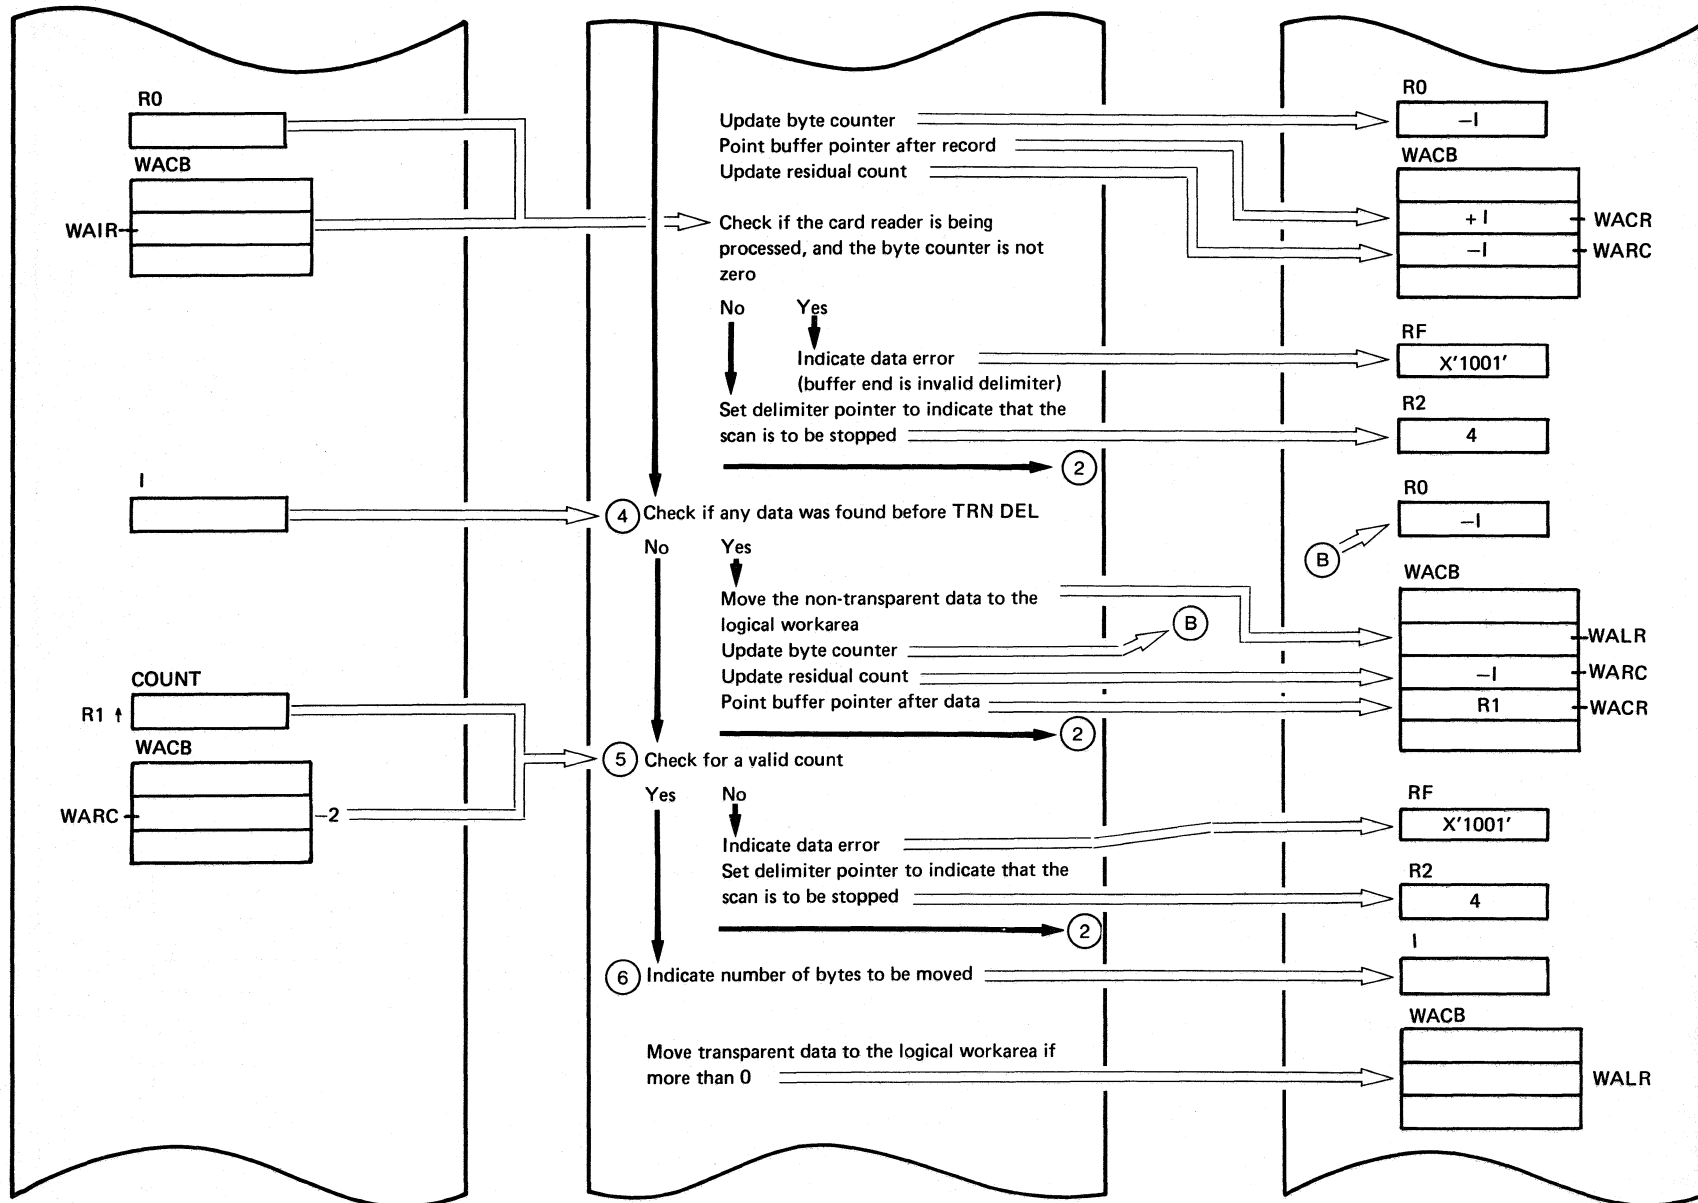 R0
WACB
WAIR
Update byte counter
Point buffer pointer after record
Update residual count
R0
–I
WACB
+I
WACR
–I
WARC
Check if the card reader is being
processed, and the byte counter is not
zero
No Yes
Indicate data error
(buffer end is invalid delimiter)
RF
X'1001'
Set delimiter pointer to indicate that the
scan is to be stopped
R2
4
2
I
4 Check if any data was found before TRN DEL
R0
–I
B
No Yes
Move the non-transparent data to the
logical workarea
B
Update byte counter
Update residual count
Point buffer pointer after data
2
WACB
WALR
–I
WARC
R1
WACR
COUNT
R1
WACB
WARC
–2
5 Check for a valid count
Yes No
Indicate data error
RF
X'1001'
Set delimiter pointer to indicate that the
scan is to be stopped
R2
4
2
6 Indicate number of bytes to be moved
I
Move transparent data to the logical workarea if
more than 0
WACB
WALR